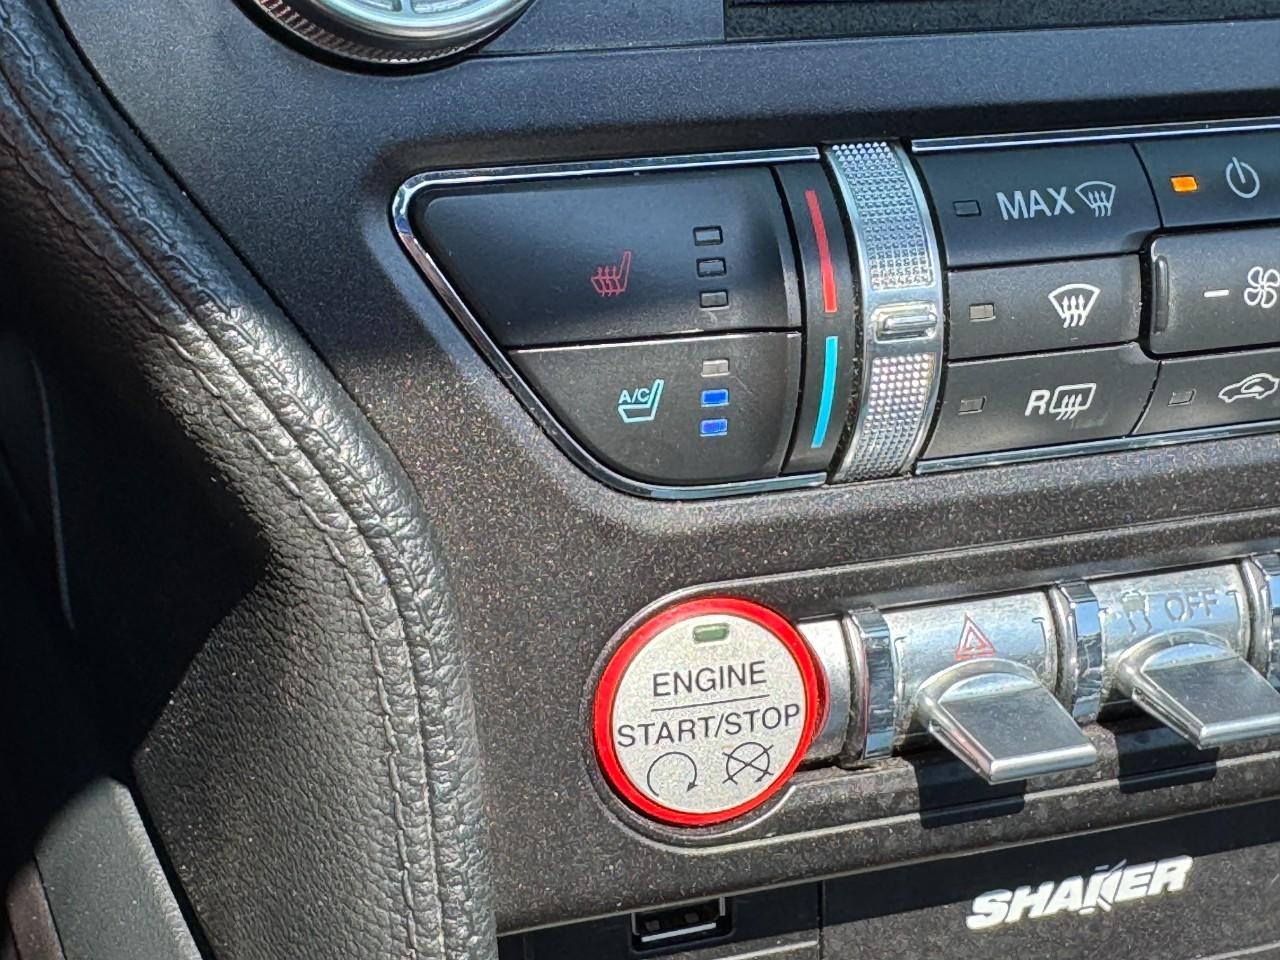 MAX
A/C
R
OFF
ENGINE
START/STOP
SHAKER